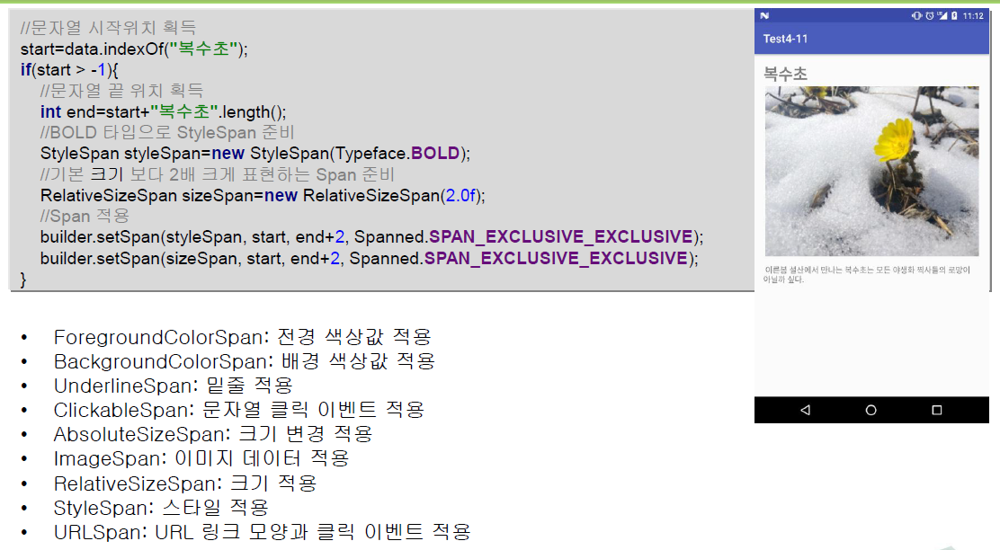 //문자열 시작위치 획득
start=data.indexOf("복수초");
if(start > -1){
//문자열 끝 위치 획득
int end=start+"복수초".length();
//BOLD 타입으로 StyleSpan 준비
StyleSpan styleSpan=new StyleSpan(Typeface.BOLD);
//기본 크기 보다 2배 크게 표현하는 Span 준비
RelativeSizeSpan sizeSpan=new RelativeSizeSpan(2.0f);
//Span 적용
builder.setSpan(styleSpan, start, end+2, Spanned.SPAN_EXCLUSIVE_EXCLUSIVE);
builder.setSpan(sizeSpan, start, end+2, Spanned.SPAN_EXCLUSIVE_EXCLUSIVE);
}
11:12
Test4-11
복수초
이른봄 설산에서 만나는 복수초는 모든 야생화 찍사들의 로망이
아닐까 싶다.
• ForegroundColorSpan: 전경 색상값 적용
• BackgroundColorSpan: 배경 색상값 적용
• UnderlineSpan: 밑줄 적용
• ClickableSpan: 문자열 클릭 이벤트 적용
• AbsoluteSizeSpan: 크기 변경 적용
• ImageSpan: 이미지 데이터 적용
• RelativeSizeSpan: 크기 적용
• StyleSpan: 스타일 적용
• URLSpan: URL 링크 모양과 클릭 이벤트 적용